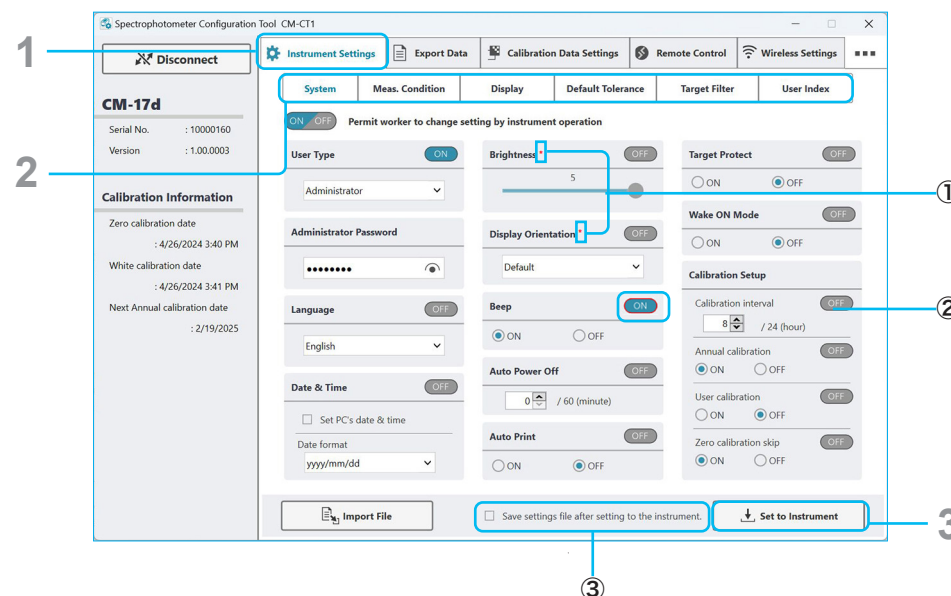 Spectrophotometer Configuration Tool CM-CT1
1
Disconnect
Instrument Settings
Export Data
Calibration Data Settings
Remote Control
Wireless Settings
System
Meas. Condition
Display
Default Tolerance
Target Filter
User Index
CM-17d
Serial No. : 10000160
Version : 1.00.0003
2
Calibration Information
Zero calibration date
: 4/26/2024 3:40 PM
White calibration date
: 4/26/2024 3:41 PM
Next Annual calibration date
: 2/19/2025
ON OFF Permit worker to change setting by instrument operation
User Type ON
Administrator
Administrator Password
••••••••
Language OFF
English
Date & Time OFF
Set PC's date & time
Date format
yyyy/mm/dd
Brightness * OFF
5
Display Orientation * OFF
Default
Beep ON
ON OFF
Auto Power Off OFF
0 / 60 (minute)
Auto Print OFF
ON OFF
Target Protect OFF
ON OFF
①
Wake ON Mode OFF
ON OFF
Calibration Setup
Calibration interval OFF
②
8 / 24 (hour)
Annual calibration OFF
ON OFF
User calibration OFF
ON OFF
Zero calibration skip OFF
ON OFF
Import File
Save settings file after setting to the instrument.
Set to Instrument
3
③